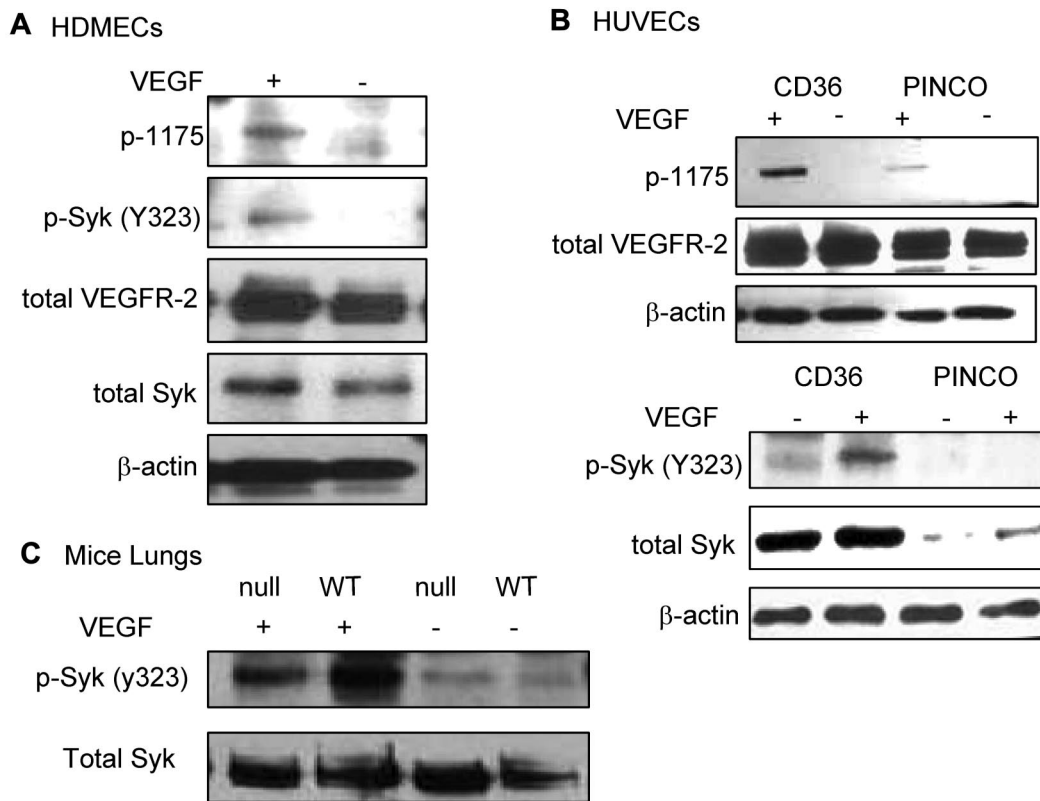 A HDMECs
VEGF + -
p-1175
p-Syk (Y323)
total VEGFR-2
total Syk
β-actin
B HUVECs
CD36 PINCO
VEGF + - + -
p-1175
total VEGFR-2
β-actin
CD36 PINCO
VEGF - + - +
p-Syk (Y323)
total Syk
β-actin
C Mice Lungs
null WT null WT
VEGF + + - -
p-Syk (y323)
Total Syk